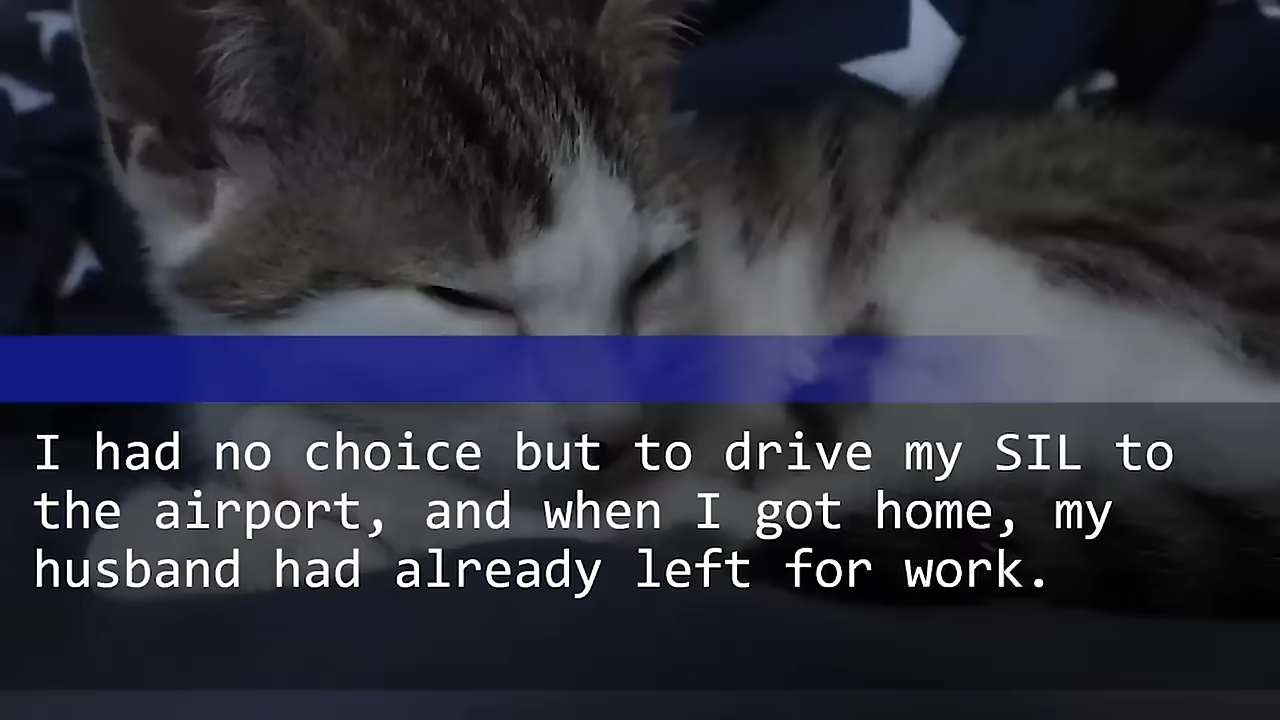 I had no choice but to drive my SIL to
the airport, and when I got home, my
husband had already left for work.